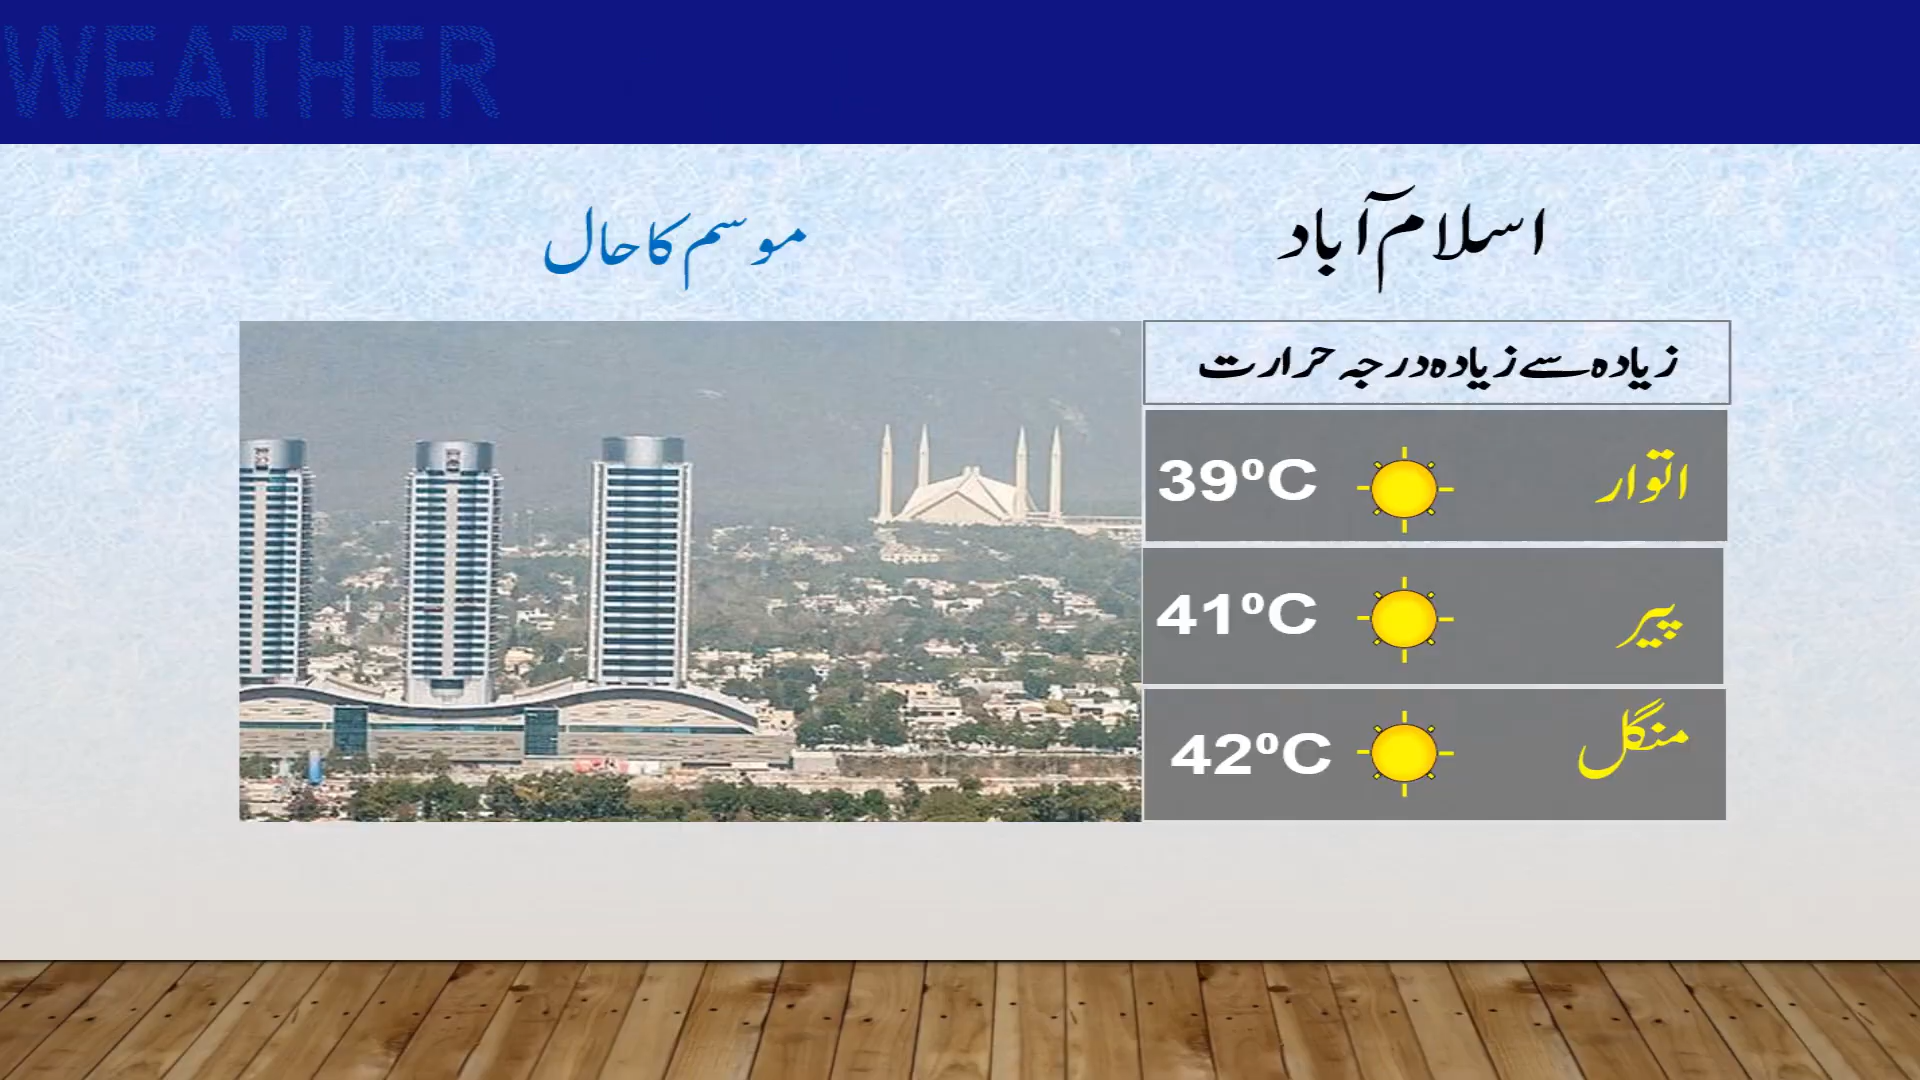 WEATHER
اسلام آباد
موسم کا حال
زیادہ سے زیادہ درجہ حرارت
اتوار 39ºC
پیر 41ºC
منگل 42ºC